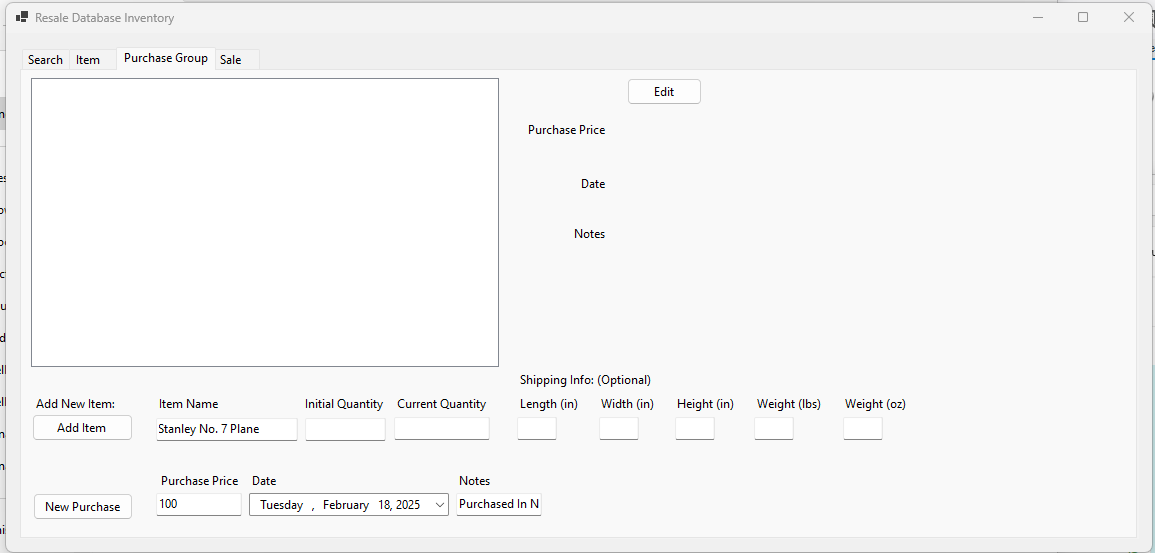 Resale Database Inventory
Search Item Purchase Group Sale
Edit
Purchase Price
Date
Notes
Shipping Info: (Optional)
Add New Item: Item Name Initial Quantity Current Quantity Length (in) Width (in) Height (in) Weight (lbs) Weight (oz)
Add Item Stanley No. 7 Plane
Purchase Price Date Notes
New Purchase 100 Tuesday , February 18, 2025 Purchased In N